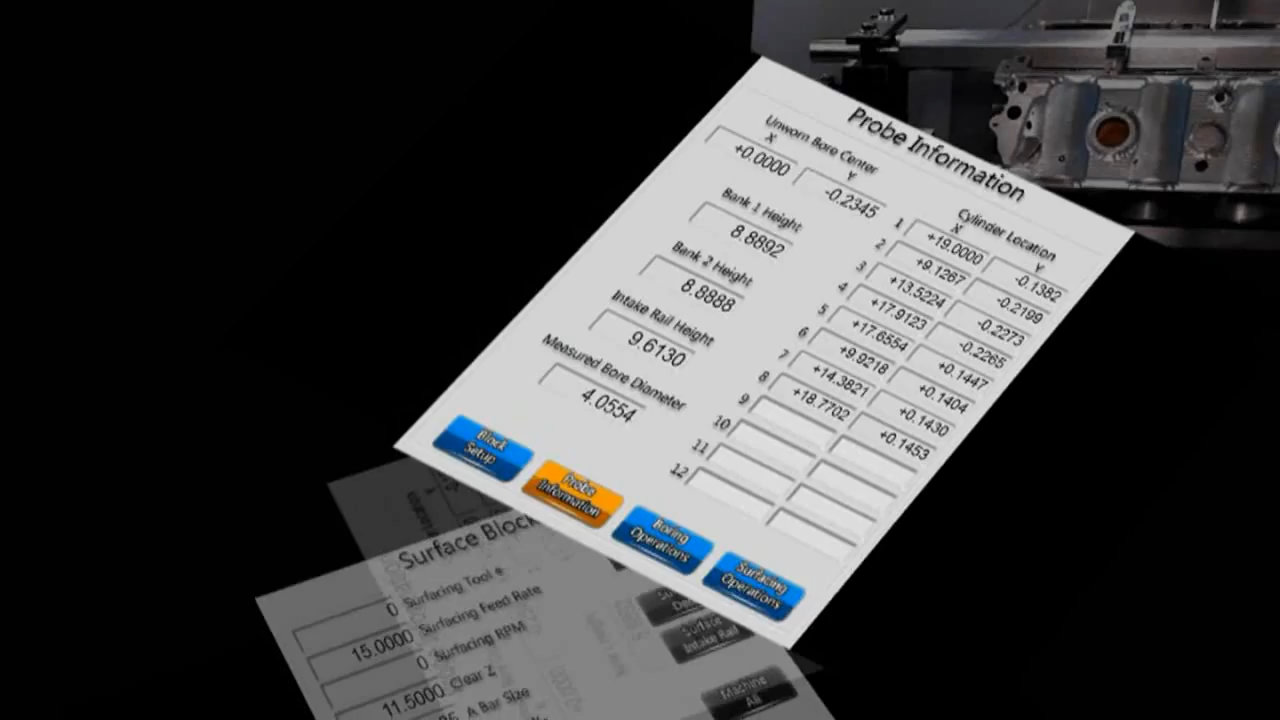 Probe Information
Unworn Bore Center
X Y
+0.0000 -0.2345
Bank 1 Height
8.8892
Bank 2 Height
8.8888
Intake Rail Height
9.6130
Measured Bore Diameter
4.0554
Cylinder Location
X Y
1 +19.0000 -0.1382
2 +9.1267 -0.2199
3 +13.5224 -0.2273
4 +17.9123 -0.2265
5 +17.6554 +0.1447
6 +9.9218 +0.1404
7 +14.3821 +0.1430
8 +18.7702 +0.1453
9
10
11
12
Block
Setup
Probe
Information
Boring
Operations
Surfacing
Operations
Surface Block
0 Surfacing Tool #
15.0000 Surfacing Feed Rate
0 Surfacing RPM
11.5000 Clear Z
A Bar Size
Surface
Intake Rail
Machine
All